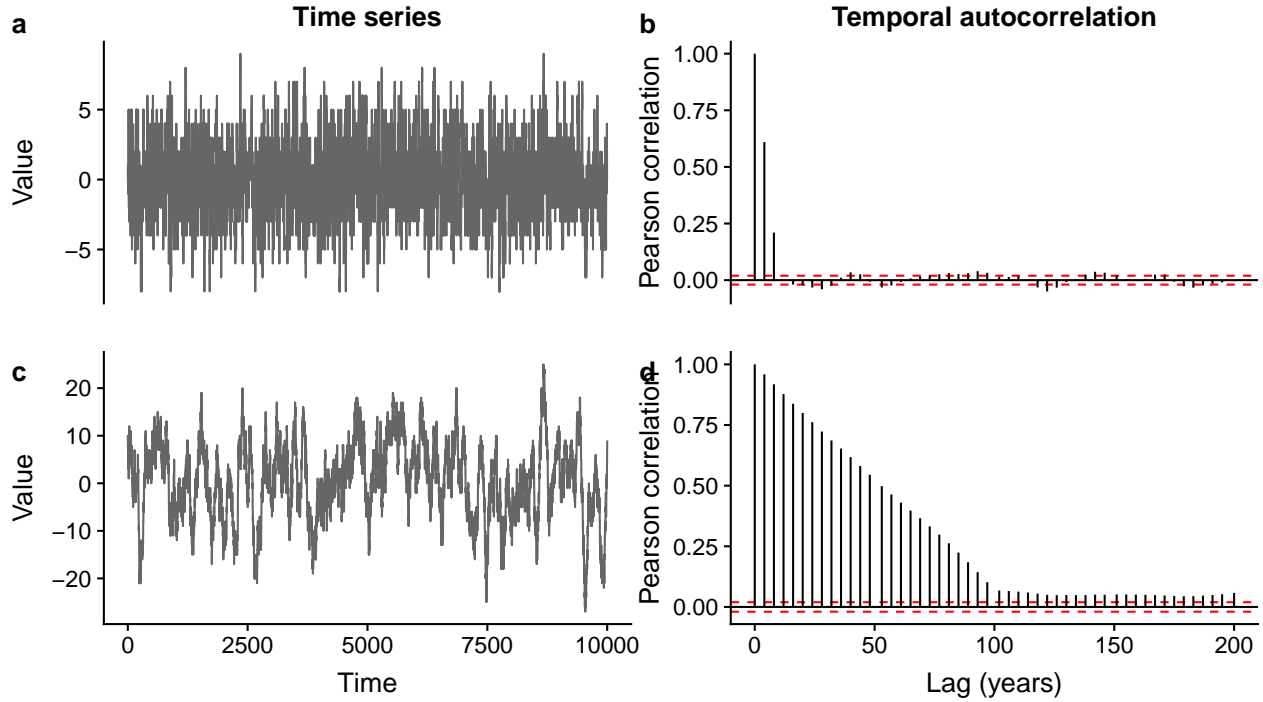 a
Time series
b
Temporal autocorrelation
Value
5
0
−5
Pearson correlation
1.00
0.75
0.50
0.25
0.00
c
d
Value
20
10
0
−10
−20
Pearson correlation
1.00
0.75
0.50
0.25
0.00
0 2500 5000 7500 10000
0 50 100 150 200
Time
Lag (years)